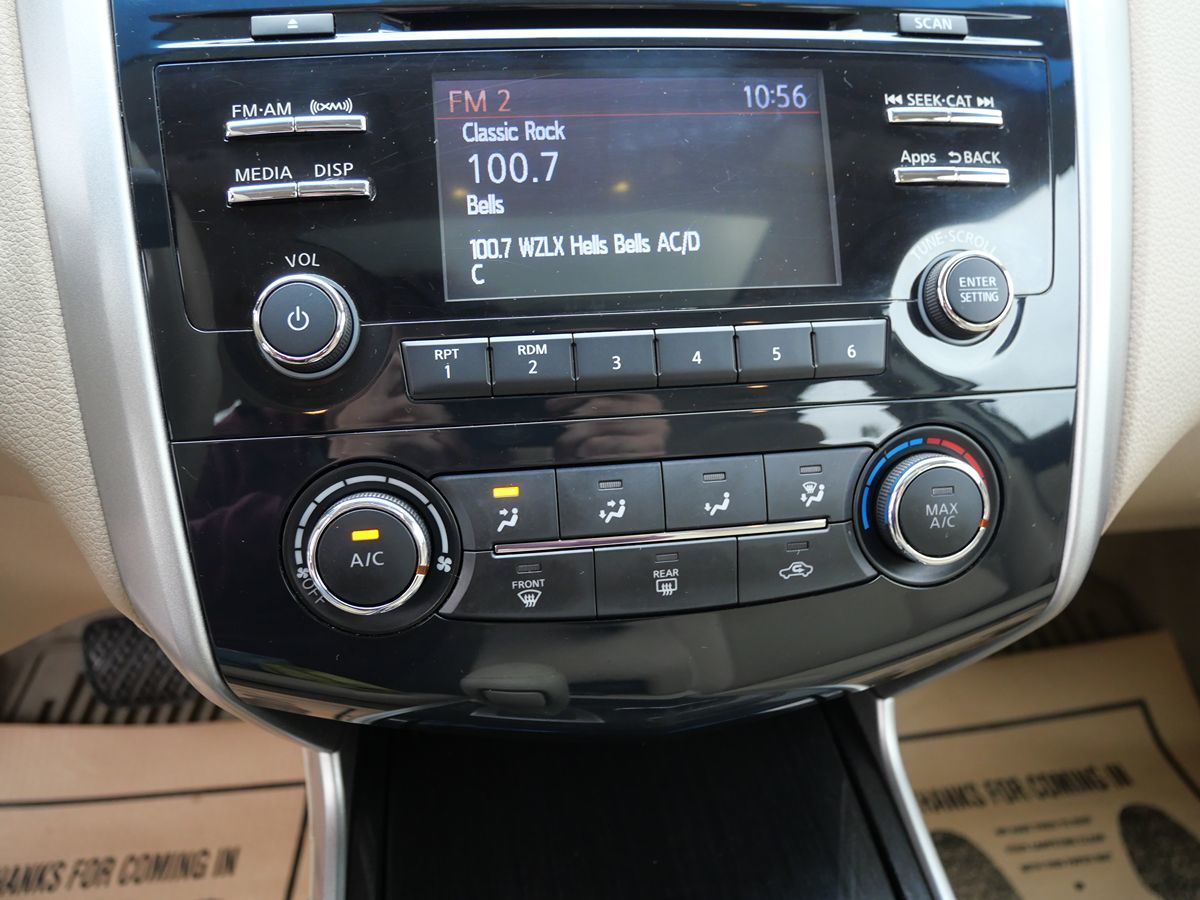 SCAN
FM·AM ((XM))
SEEK·CAT
MEDIA DISP
Apps BACK
FM 2 10:56
Classic Rock
100.7
Bells
100.7 WZLX Hells Bells AC/D
C
VOL
TUNE·SCROLL
ENTER
SETTING
RPT
1
RDM
2
3
4
5
6
A/C
OFF
FRONT
REAR
MAX
A/C
THANKS FOR COMING IN
HANKS FOR COMING IN